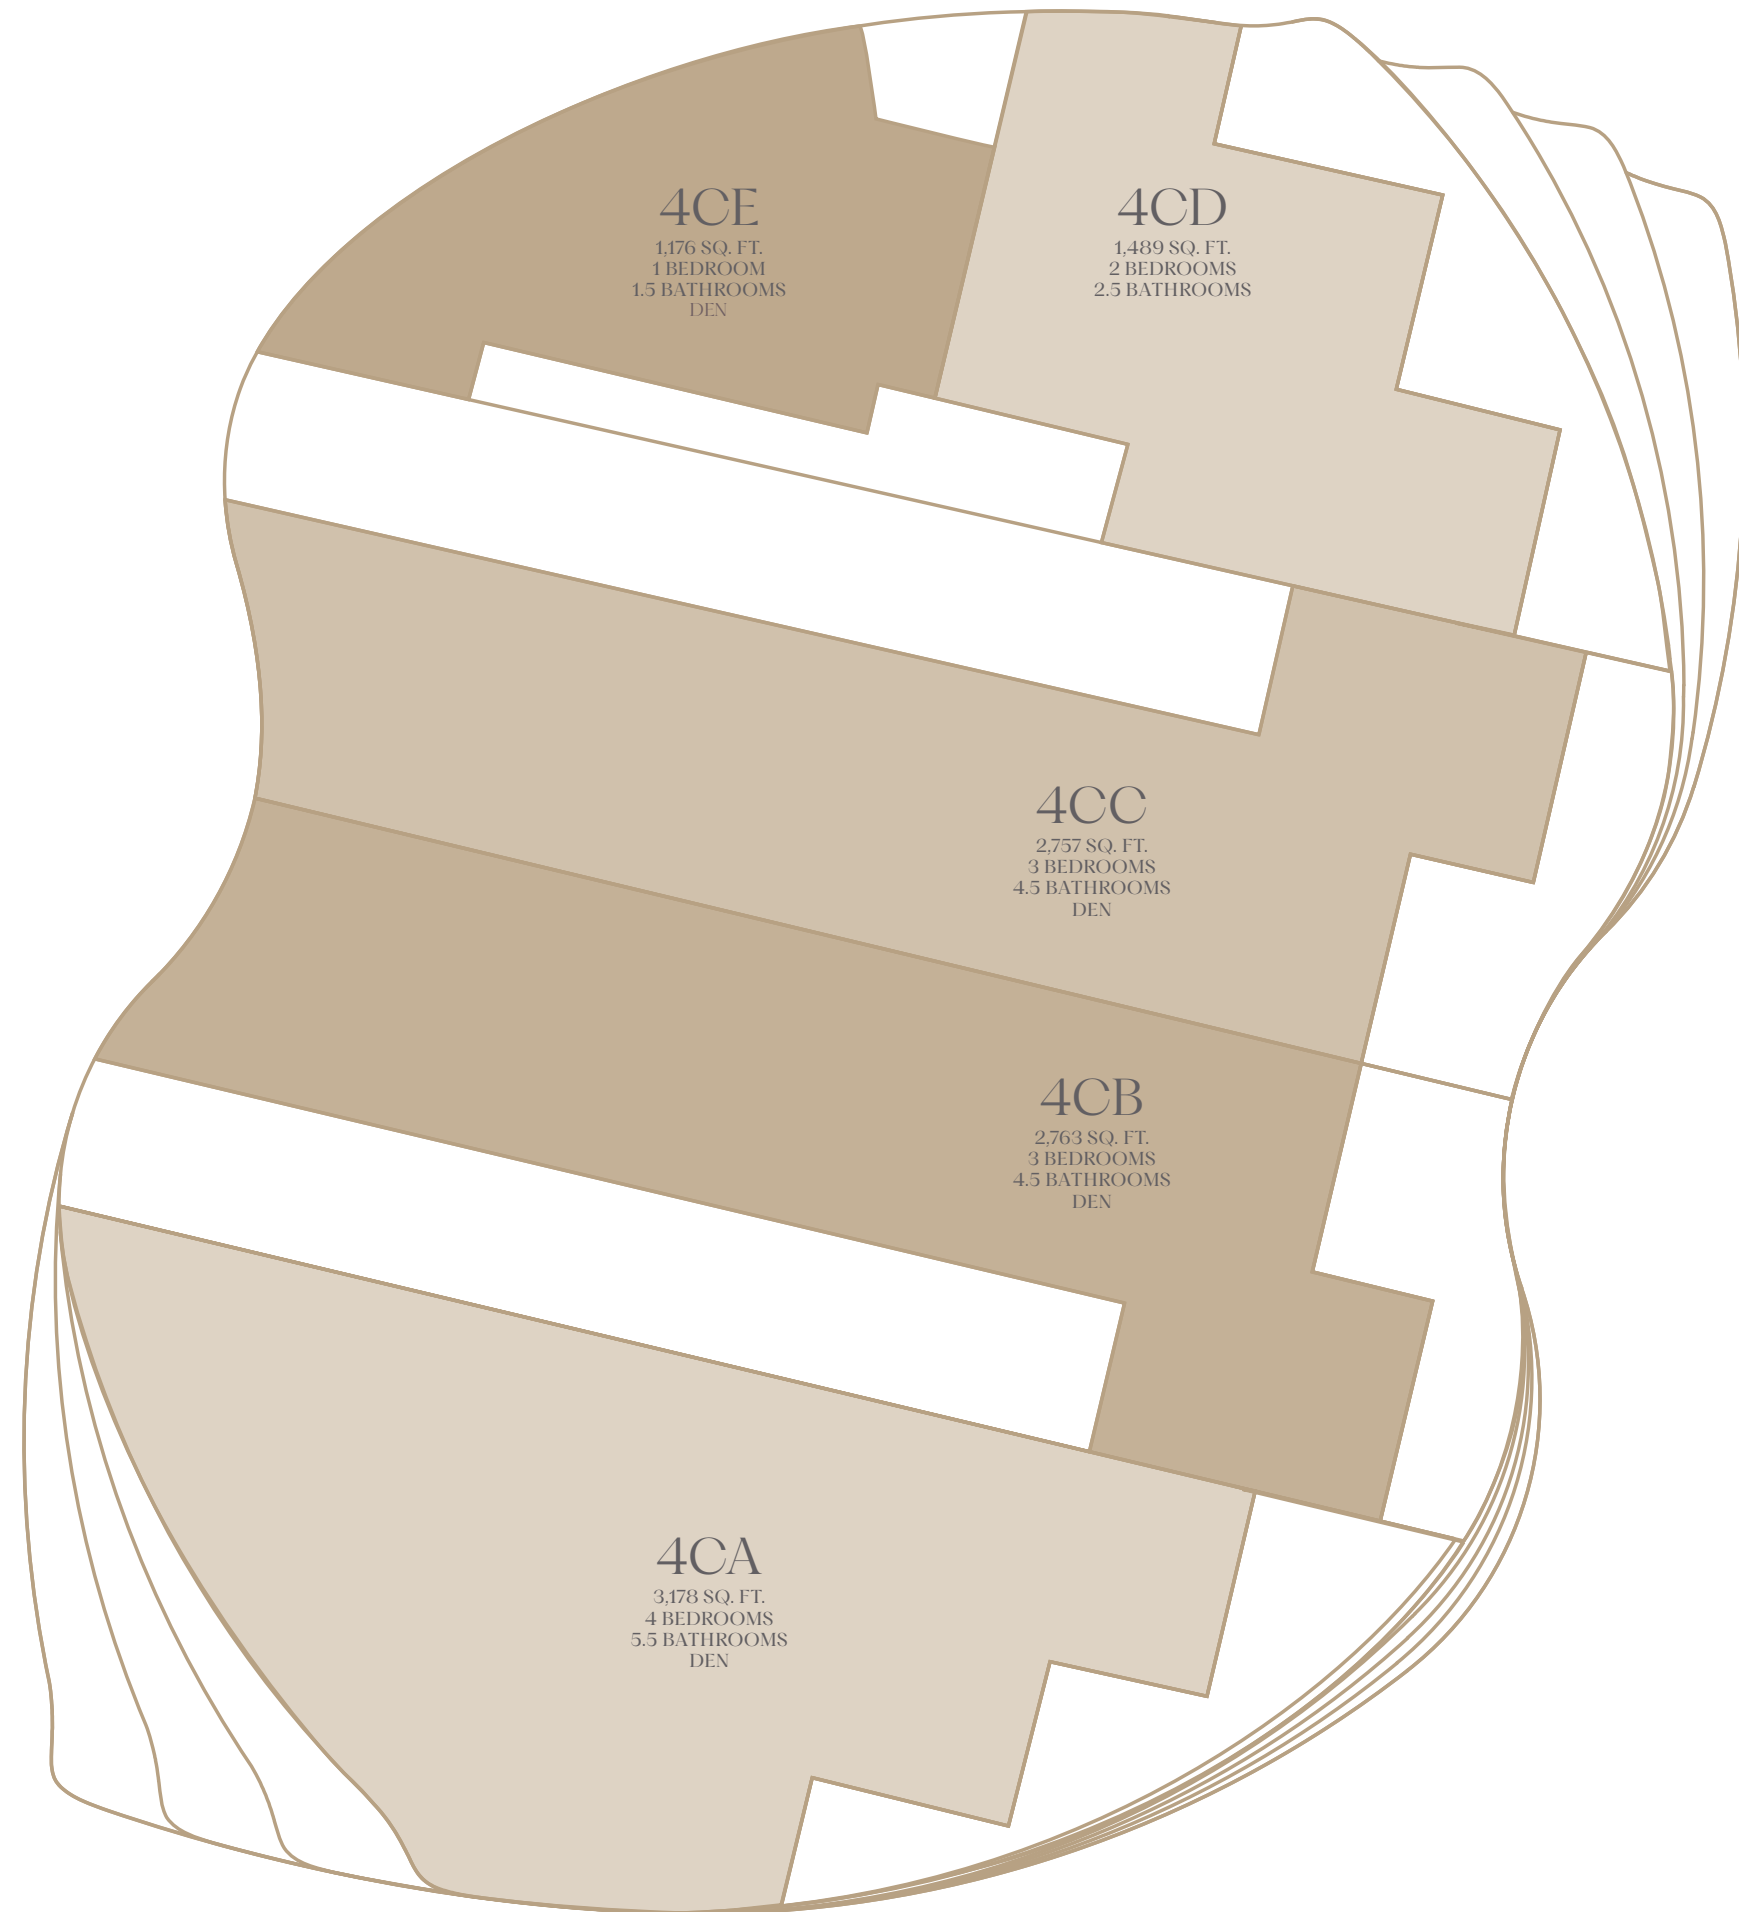 4CE
1,176 SQ. FT.
1 BEDROOM
1.5 BATHROOMS
DEN
4CD
1,489 SQ. FT.
2 BEDROOMS
2.5 BATHROOMS
4CC
2,757 SQ. FT.
3 BEDROOMS
4.5 BATHROOMS
DEN
4CB
2,763 SQ. FT.
3 BEDROOMS
4.5 BATHROOMS
DEN
4CA
3,178 SQ. FT.
4 BEDROOMS
5.5 BATHROOMS
DEN